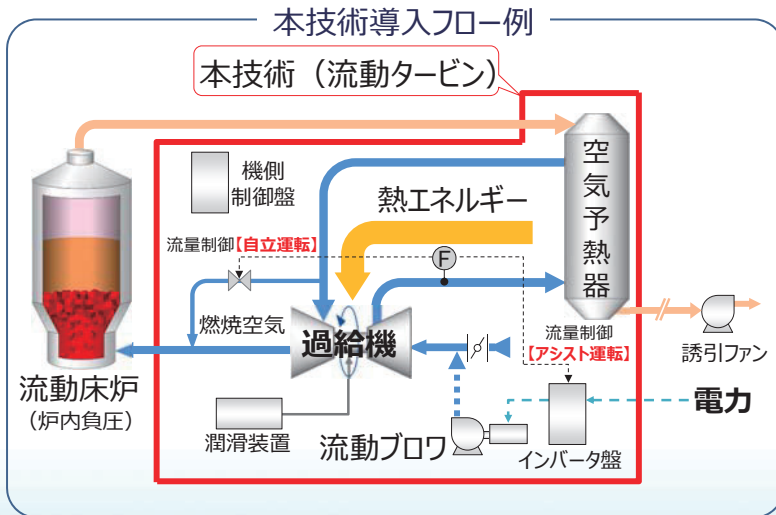 本技術導入フロー例
本技術（流動タービン）
機側
制御盤
空気予熱器
熱エネルギー
流量制御【自立運転】
F
燃焼空気
過給機
流量制御
【アシスト運転】
誘引ファン
流動床炉
（炉内負圧）
電力
潤滑装置
流動ブロワ
インバータ盤